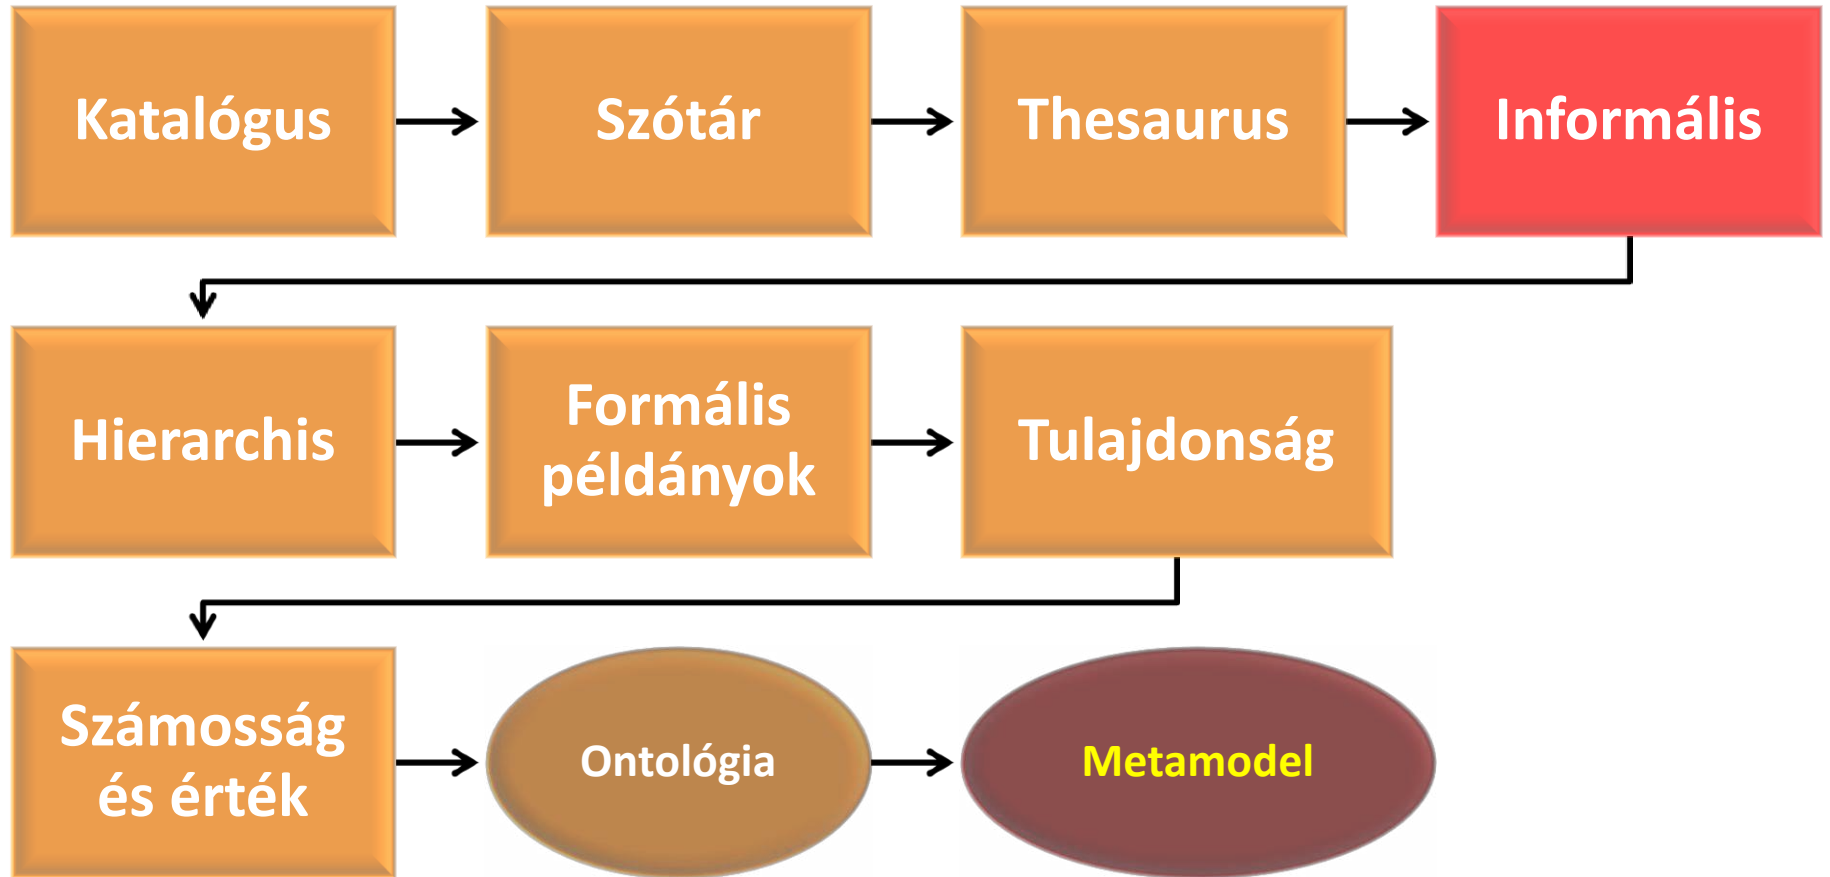 Katalógus
Szótár
Thesaurus
Informális
Hierarchis
Formális
példányok
Tulajdonság
Számosság
és érték
Ontológia
Metamodel